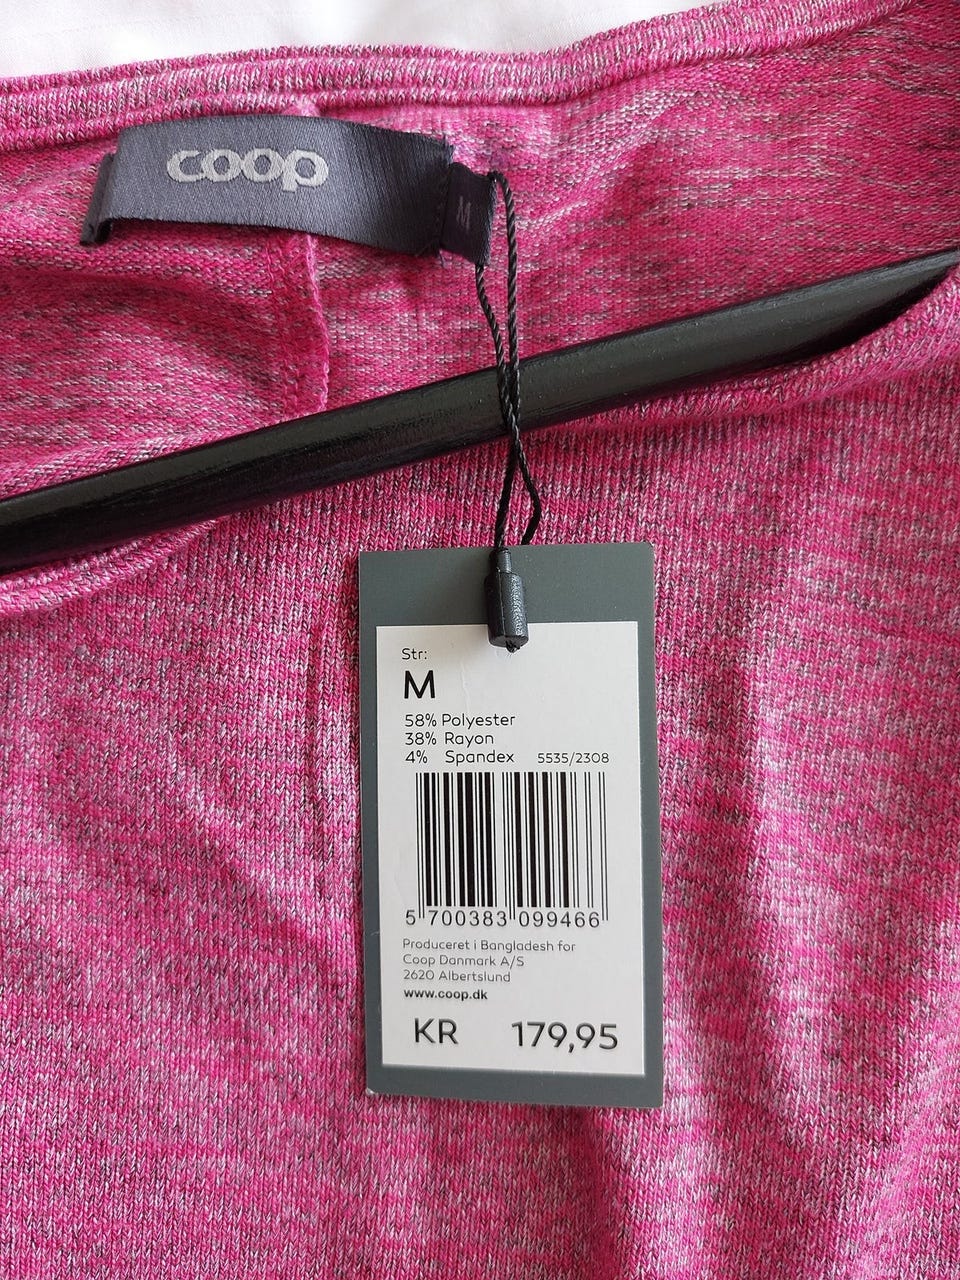 coop
M
Str:
M
58% Polyester
38% Rayon
4% Spandex 5535/2308
5 700383 099466
Produceret i Bangladesh for
Coop Danmark A/S
2620 Albertslund
www.coop.dk
KR 179,95